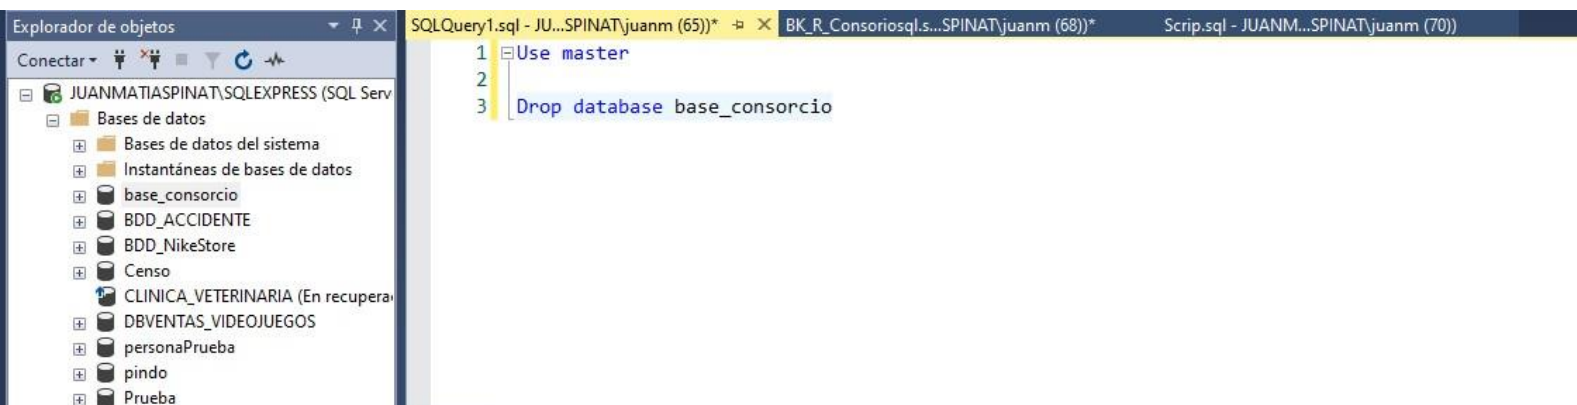 Explorador de objetos
Conectar
JUANMATIASPINAT\SQLEXPRESS (SQL Serv
Bases de datos
Bases de datos del sistema
Instantáneas de bases de datos
base_consorcio
BDD_ACCIDENTE
BDD_NikeStore
Censo
CLINICA_VETERINARIA (En recupera
DBVENTAS_VIDEOJUEGOS
personaPrueba
pindo
Prueba
SQLQuery1.sql - JU...SPINAT\juanm (65))*
BK_R_Consoriosql.s...SPINAT\juanm (68))*
Scrip.sql - JUANM...SPINAT\juanm (70))
1 Use master
2
3 Drop database base_consorcio